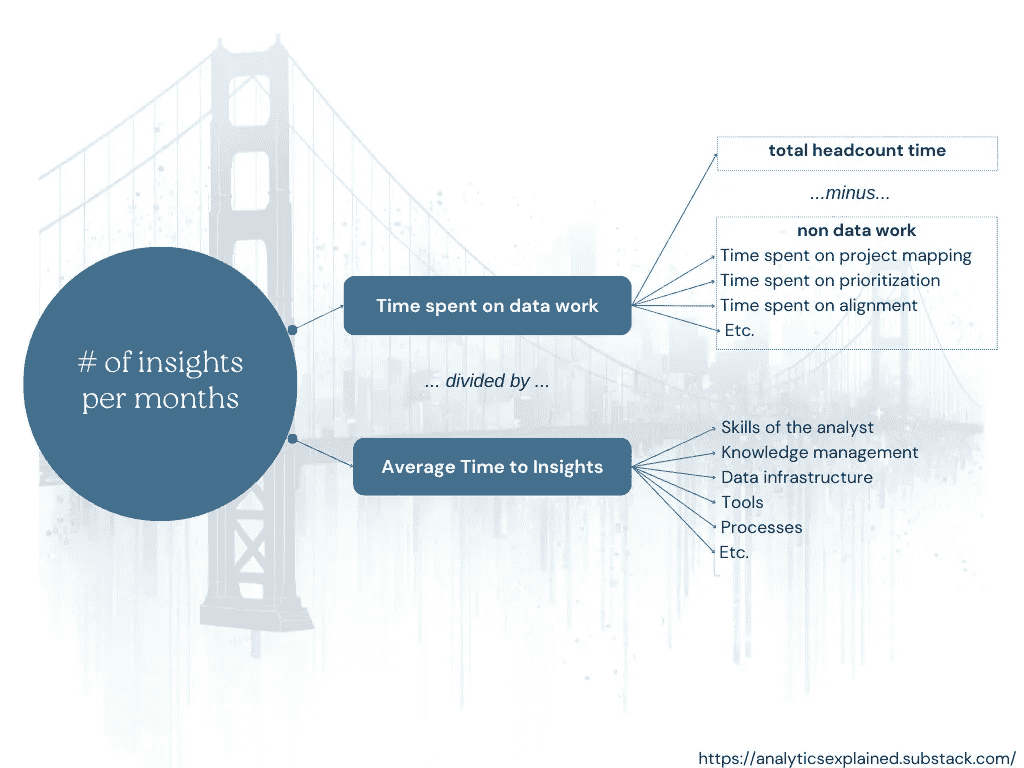 # of insights
per months
Time spent on data work
... divided by ...
Average Time to Insights
total headcount time
...minus...
non data work
Time spent on project mapping
Time spent on prioritization
Time spent on alignment
Etc.
Skills of the analyst
Knowledge management
Data infrastructure
Tools
Processes
Etc.
https://analyticsexplained.substack.com/